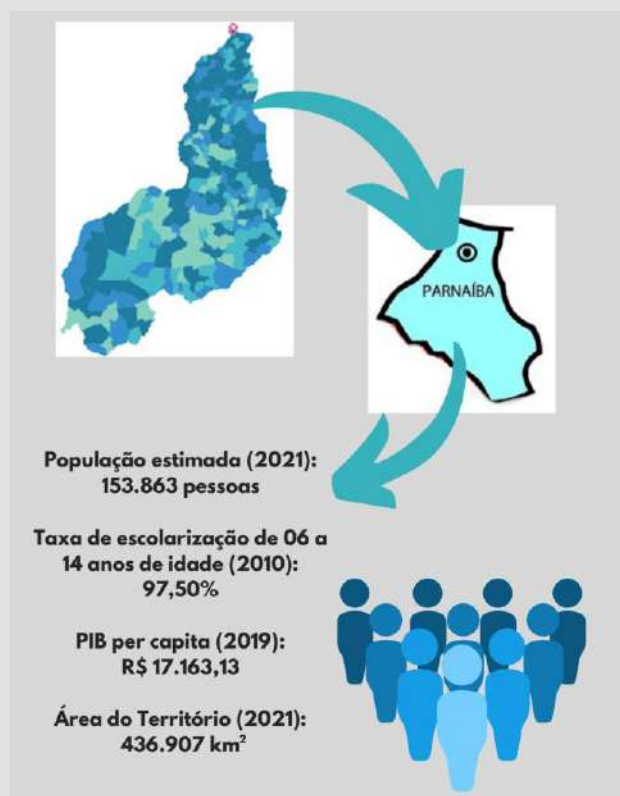 PARNAÍBA
População estimada (2021):
153.863 pessoas
Taxa de escolarização de 06 a
14 anos de idade (2010):
97,50%
PIB per capita (2019):
R$ 17.163,13
Área do Território (2021):
436.907 km²